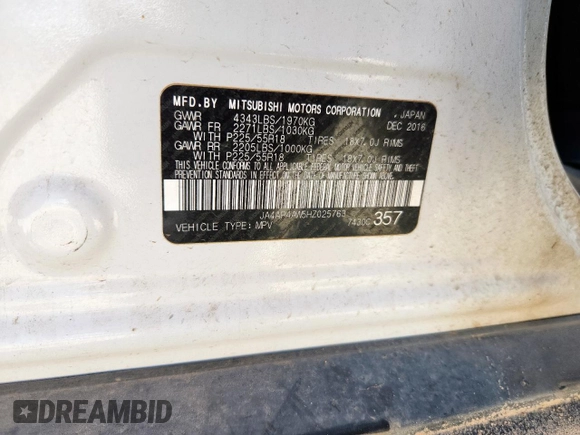 MFD.BY MITSUBISHI MOTORS CORPORATION . JAPAN
GVWR 4343LBS/1970KG DEC 2016
GAWR FR 2271LBS/1030KG
WITH P225/55R18 TIRES 18X7.0J RIMS
GAWR RR 2205LBS/1000KG
WITH P225/55R18 TIRES 18X7.0J RIMS
THIS VEHICLE CONFORMS TO ALL APPLICABLE FEDERAL MOTOR VEHICLE SAFETY, BUMPER, AND THEFT
PREVENTION STANDARDS IN EFFECT ON THE DATE OF MANUFACTURE SHOWN ABOVE.
JA4AP4AW5HZ025763
VEHICLE TYPE: MPV 7430C 357
DREAMBID